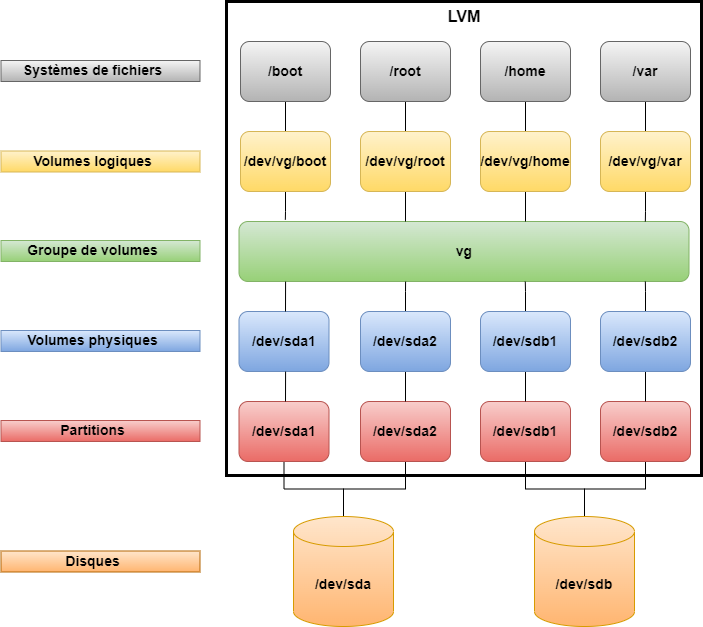 LVM
Systèmes de fichiers
/boot
/root
/home
/var
Volumes logiques
/dev/vg/boot
/dev/vg/root
/dev/vg/home
/dev/vg/var
Groupe de volumes
vg
Volumes physiques
/dev/sda1
/dev/sda2
/dev/sdb1
/dev/sdb2
Partitions
/dev/sda1
/dev/sda2
/dev/sdb1
/dev/sdb2
Disques
/dev/sda
/dev/sdb